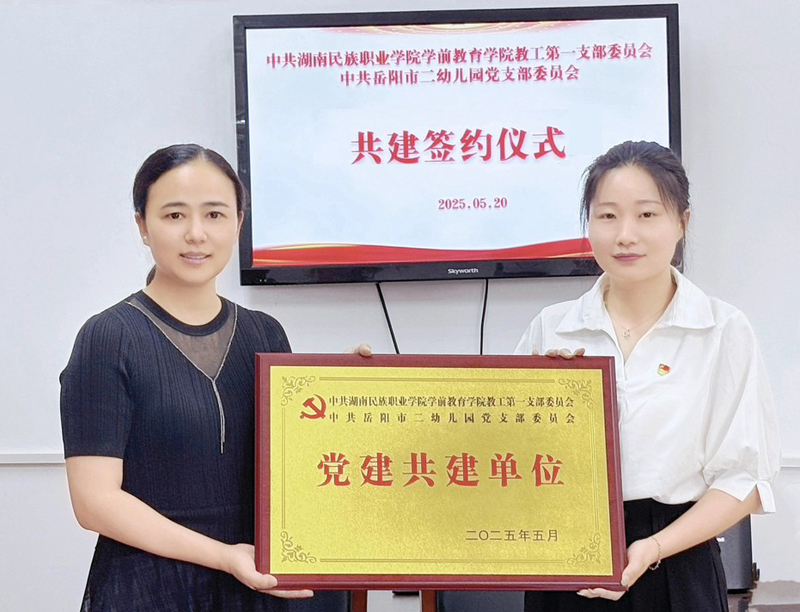 中共湖南民族职业学院学前教育学院教工第一支部委员会
中共岳阳市二幼儿园党支部委员会
共建签约仪式
2025.05.20
Skyworth
中共湖南民族职业学院学前教育学院教工第一支部委员会
中共岳阳市二幼儿园党支部委员会
党建共建单位
二〇二五年五月